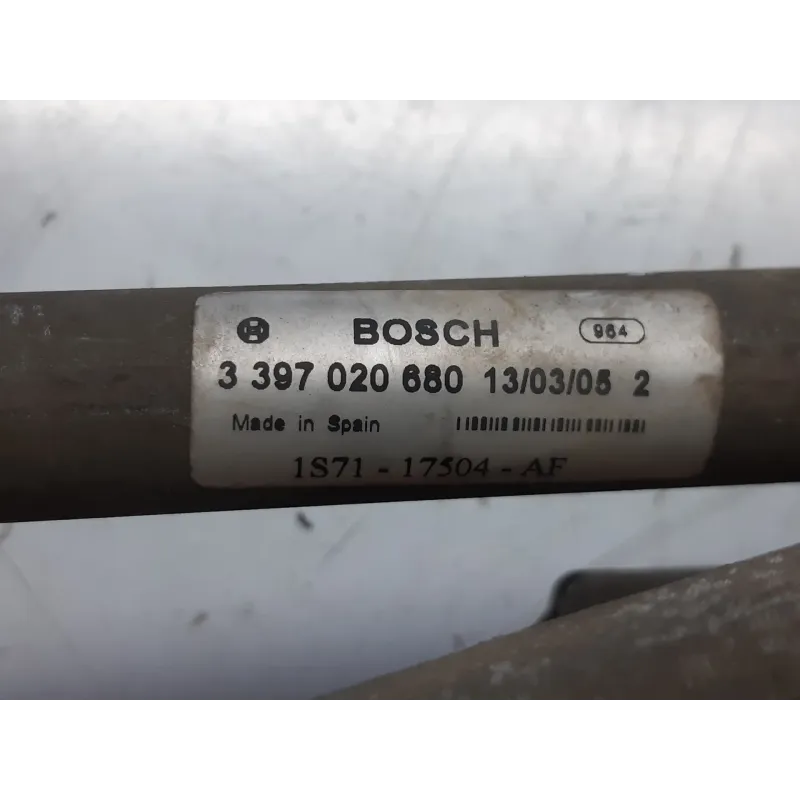 BOSCH 964
3 397 020 680 13/03/05 2
Made in Spain
1S71 - 17504 - AF